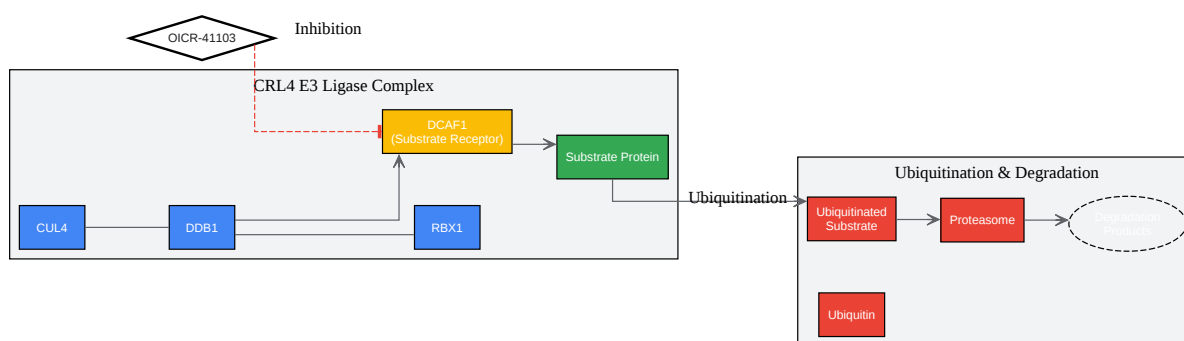 OICR-41103
Inhibition
CRL4 E3 Ligase Complex
DCAF1
(Substrate Receptor)
Substrate Protein
CUL4
DDB1
RBX1
Ubiquitination
Ubiquitination & Degradation
Ubiquitinated
Substrate
Proteasome
Degradation
Products
Ubiquitin